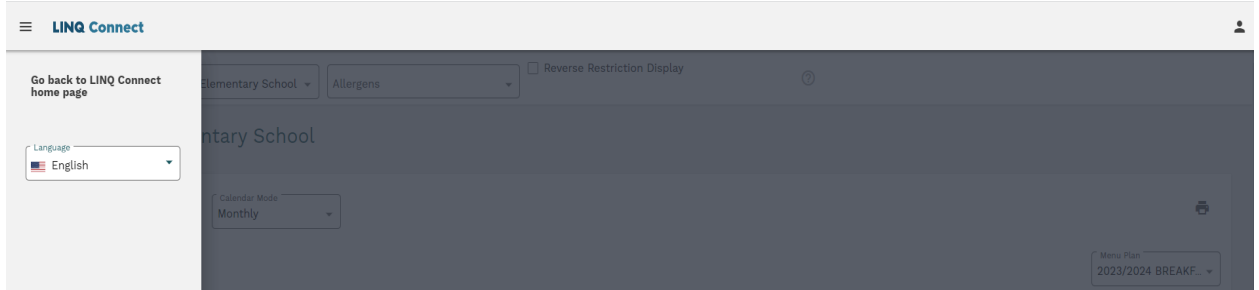 LINQ Connect
Go back to LINQ Connect
home page
Language
English
Elementary School
Allergens
Reverse Restriction Display
ntary School
Calendar Mode
Monthly
Menu Plan
2023/2024 BREAKF...